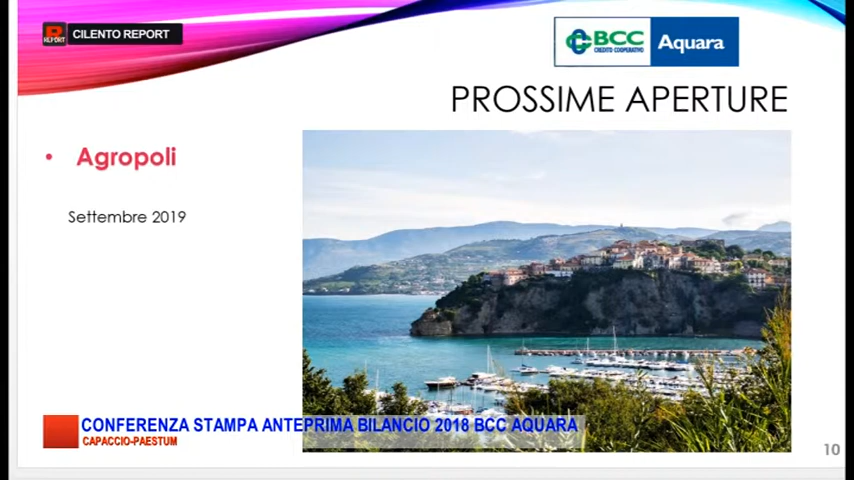 R
REPORT
CILENTO REPORT
BCC
CREDITO COOPERATIVO
Aquara
PROSSIME APERTURE
• Agropoli
Settembre 2019
CONFERENZA STAMPA ANTEPRIMA BILANCIO 2018 BCC AQUARA
CAPACCIO-PAESTUM
10